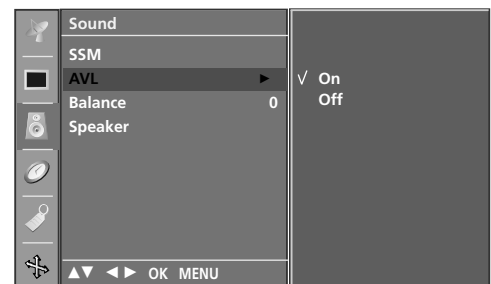 Sound
SSM
AVL ►
Balance 0
Speaker
√ On
Off
▲▼ ◄► OK MENU